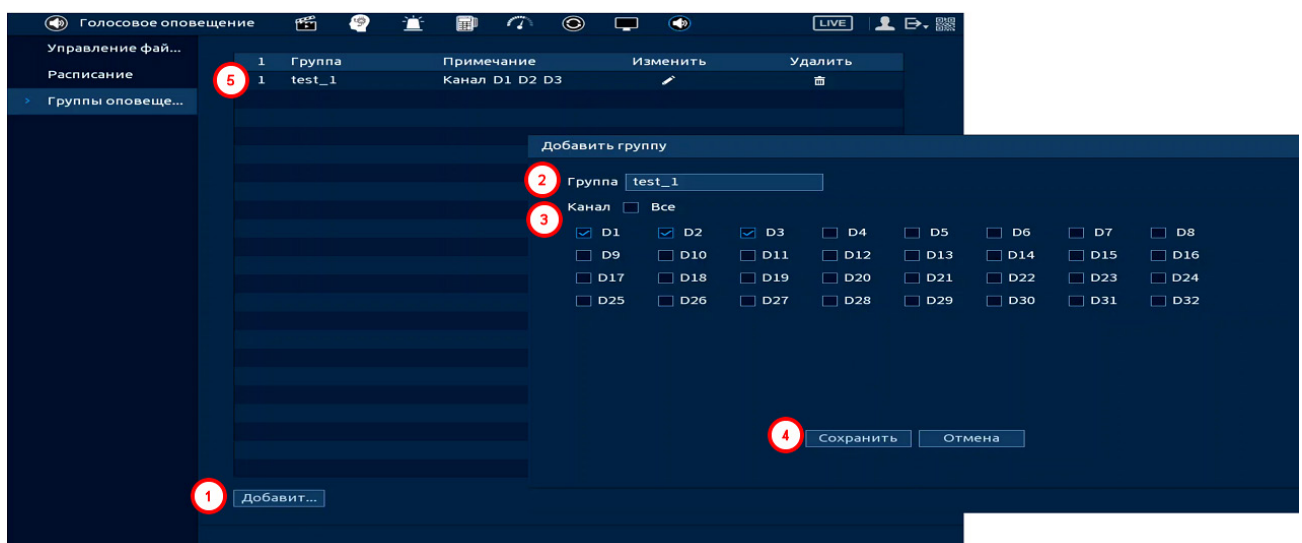 Голосовое оповещение LIVE
Управление фай...
Расписание
Группы оповеще...
1 Группа Примечание Изменить Удалить
5 1 test_1 Канал D1 D2 D3
Добавить группу
2 Группа test_1
3 Канал Все
D1 D2 D3 D4 D5 D6 D7 D8
D9 D10 D11 D12 D13 D14 D15 D16
D17 D18 D19 D20 D21 D22 D23 D24
D25 D26 D27 D28 D29 D30 D31 D32
4 Сохранить Отмена
1 Добавит...